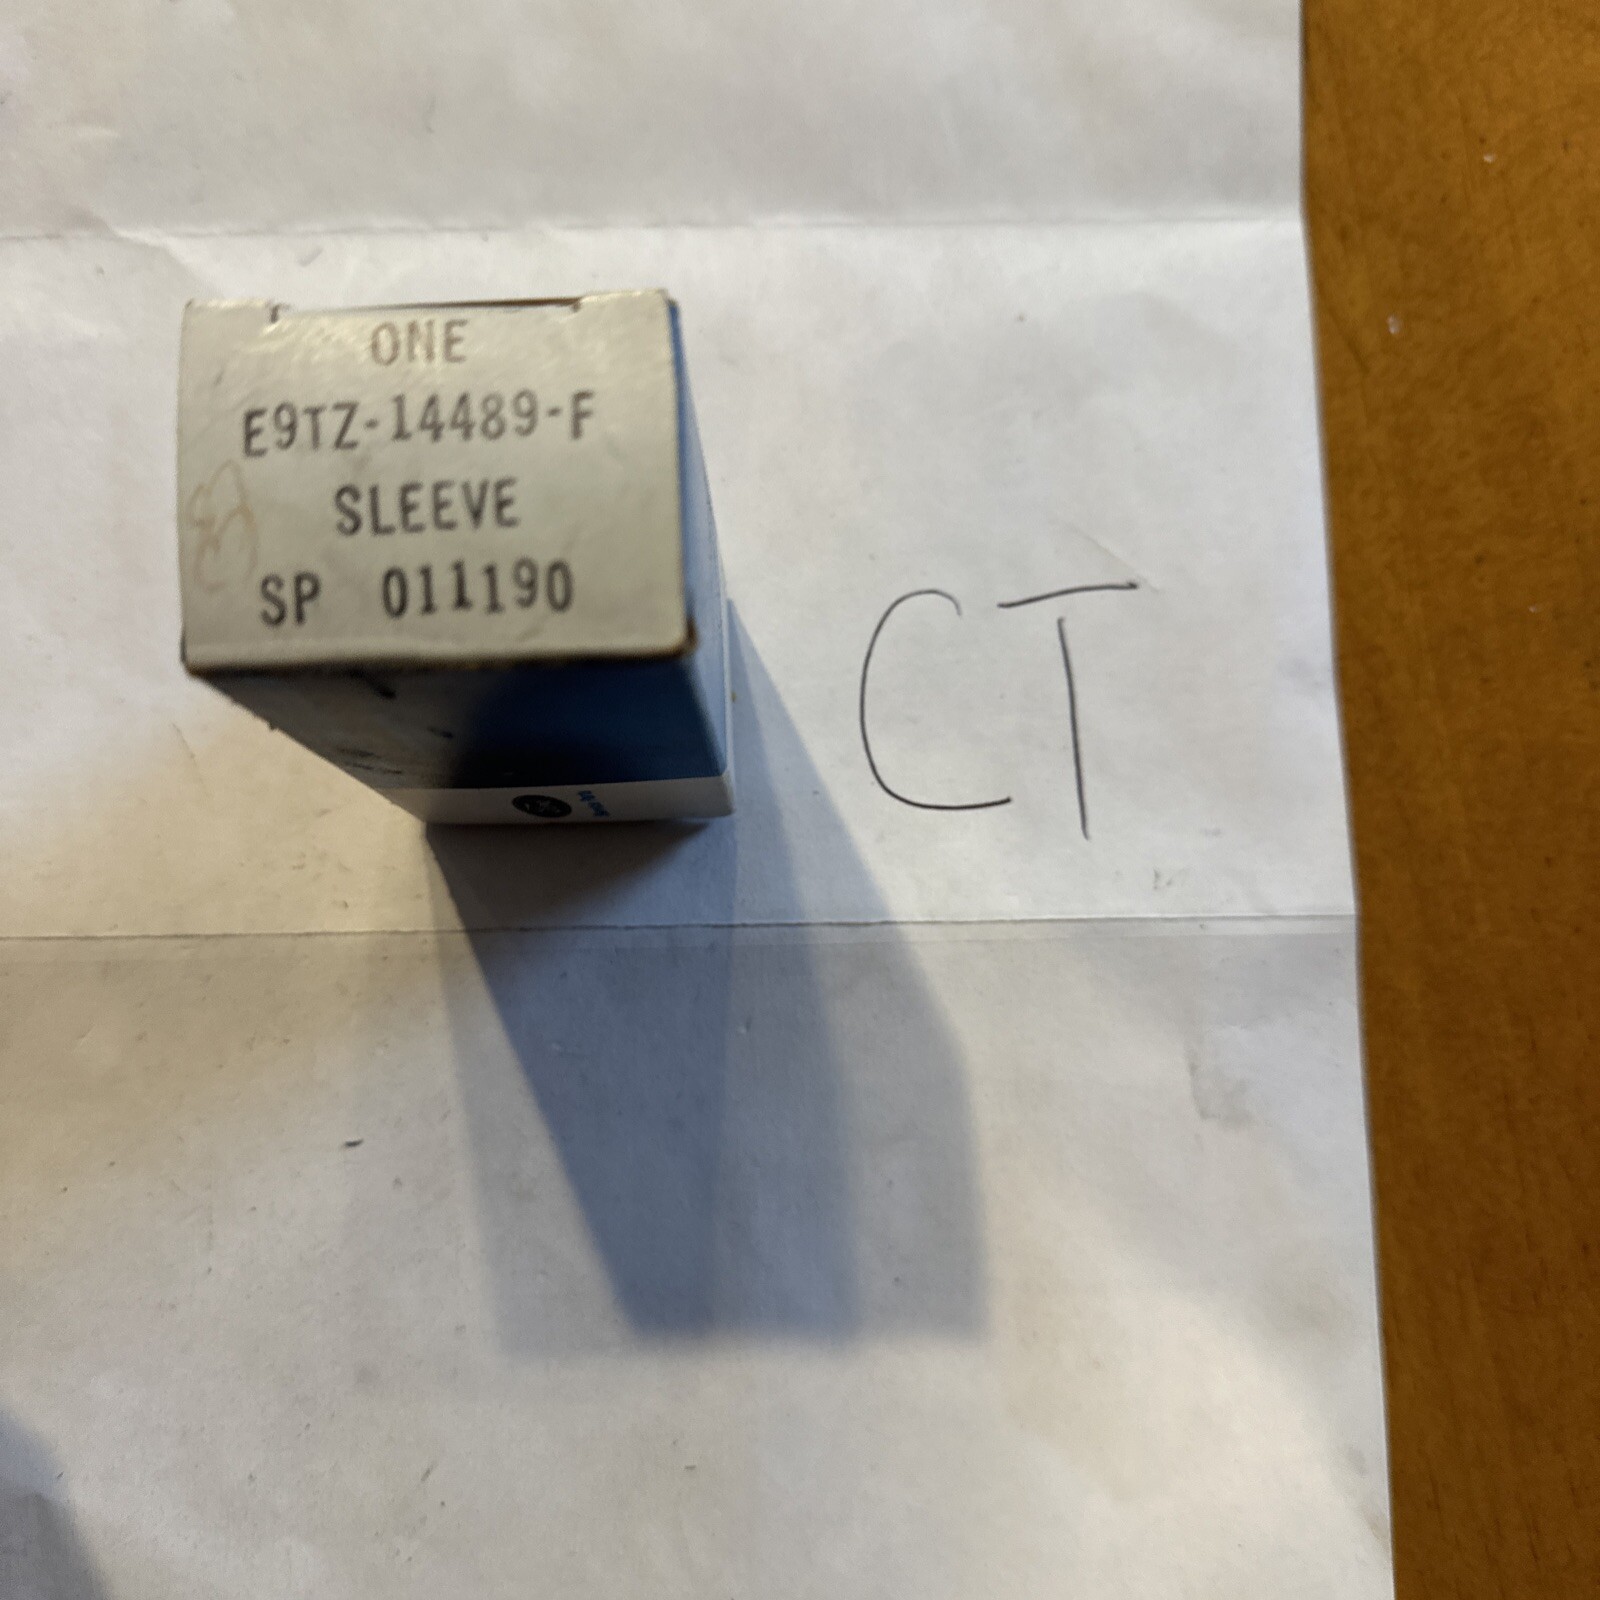 ONE
E9TZ-14489-F
SLEEVE
SP 011190
CT